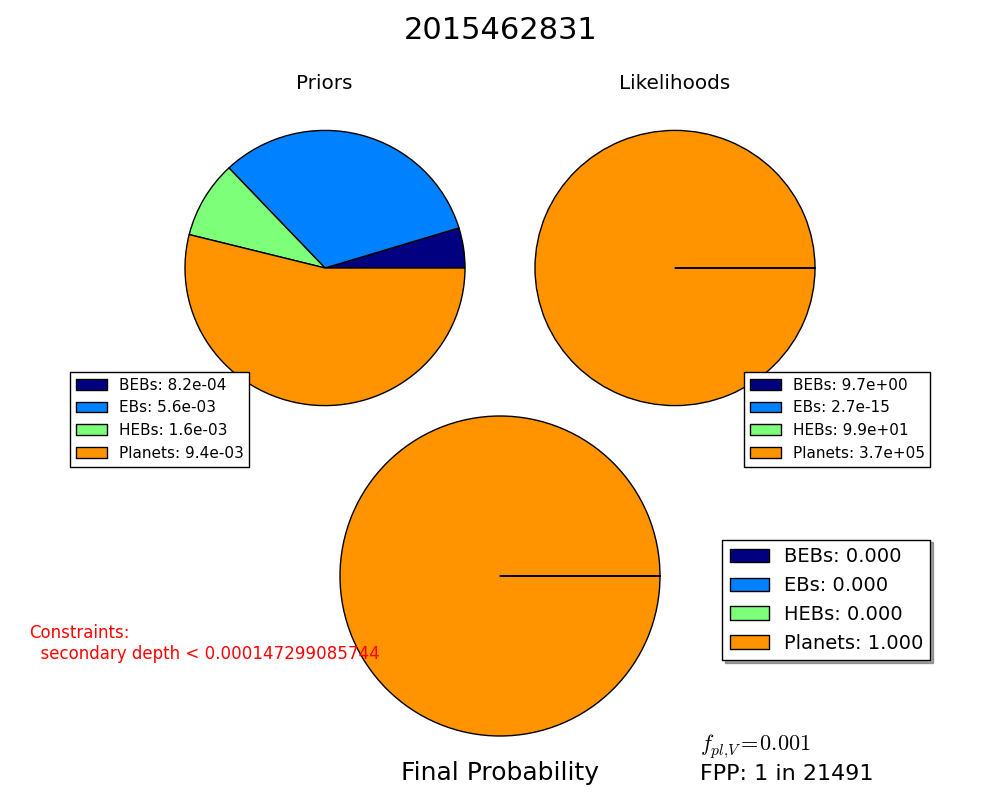 2015462831
Priors
Likelihoods
BEBs: 8.2e-04
EBs: 5.6e-03
HEBs: 1.6e-03
Planets: 9.4e-03
BEBs: 9.7e+00
EBs: 2.7e-15
HEBs: 9.9e+01
Planets: 3.7e+05
BEBs: 0.000
EBs: 0.000
HEBs: 0.000
Planets: 1.000
Constraints:
secondary depth < 0.000147299085744
f_{pl,V}=0.001
Final Probability
FPP: 1 in 21491